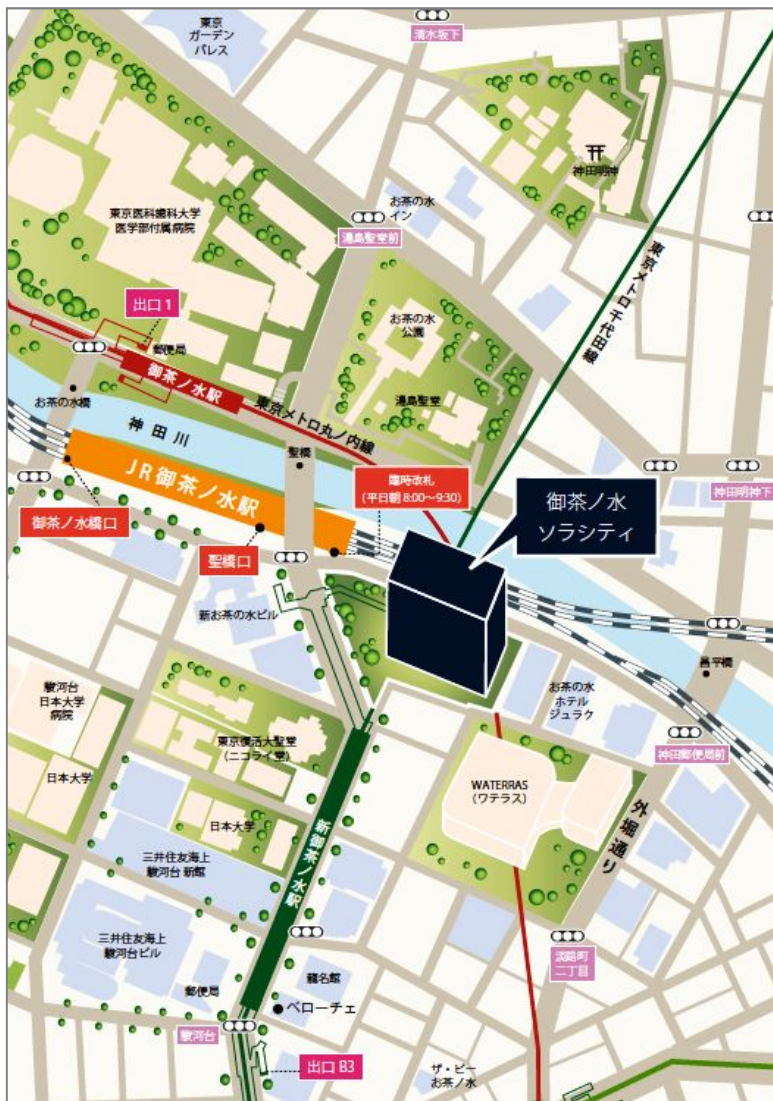 東京
ガーデン
パレス
清水坂下
神田明神
東京医科歯科大学
医学部付属病院
お茶の水
イン
湯島聖堂前
東京メトロ千代田線
出口 1
郵便局
お茶の水
公園
御茶ノ水駅
湯島聖堂
お茶の水橋
東京メトロ丸ノ内線
神田川
聖橋
JR御茶ノ水駅
臨時改札
(平日朝 8:00〜9:30)
御茶ノ水
ソラシティ
神田明神下
御茶ノ水橋口
聖橋口
新お茶の水ビル
昌平橋
駿河台
日本大学
病院
お茶の水
ホテル
ジュラク
神田郵便局前
東京復活大聖堂
(ニコライ堂)
日本大学
WATERRAS
(ワテラス)
外堀通り
日本大学
新御茶ノ水駅
三井住友海上
駿河台 新館
三井住友海上
駿河台ビル
淡路町
二丁目
郵便局
龍名館
ベローチェ
駿河台
出口 B3
ザ・ビー
お茶ノ水